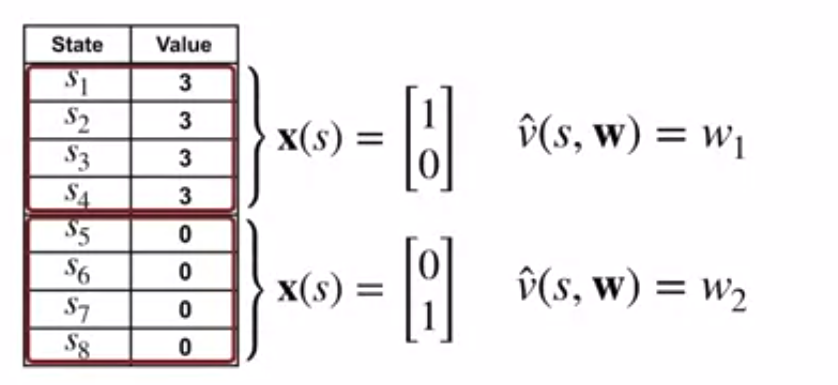 State Value
s₁ 3
s₂ 3
s₃ 3
s₄ 3
x(s) = [1 0] v̂(s, w) = w₁
s₅ 0
s₆ 0
s₇ 0
s₈ 0
x(s) = [0 1] v̂(s, w) = w₂